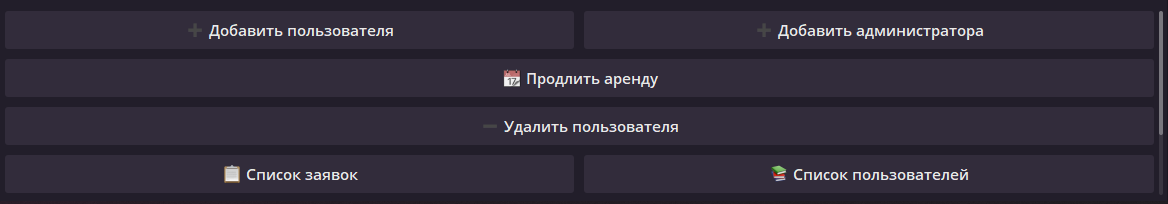 ➕ Добавить пользователя
➕ Добавить администратора
📆 Продлить аренду
➖ Удалить пользователя
📋 Список заявок
📚 Список пользователей